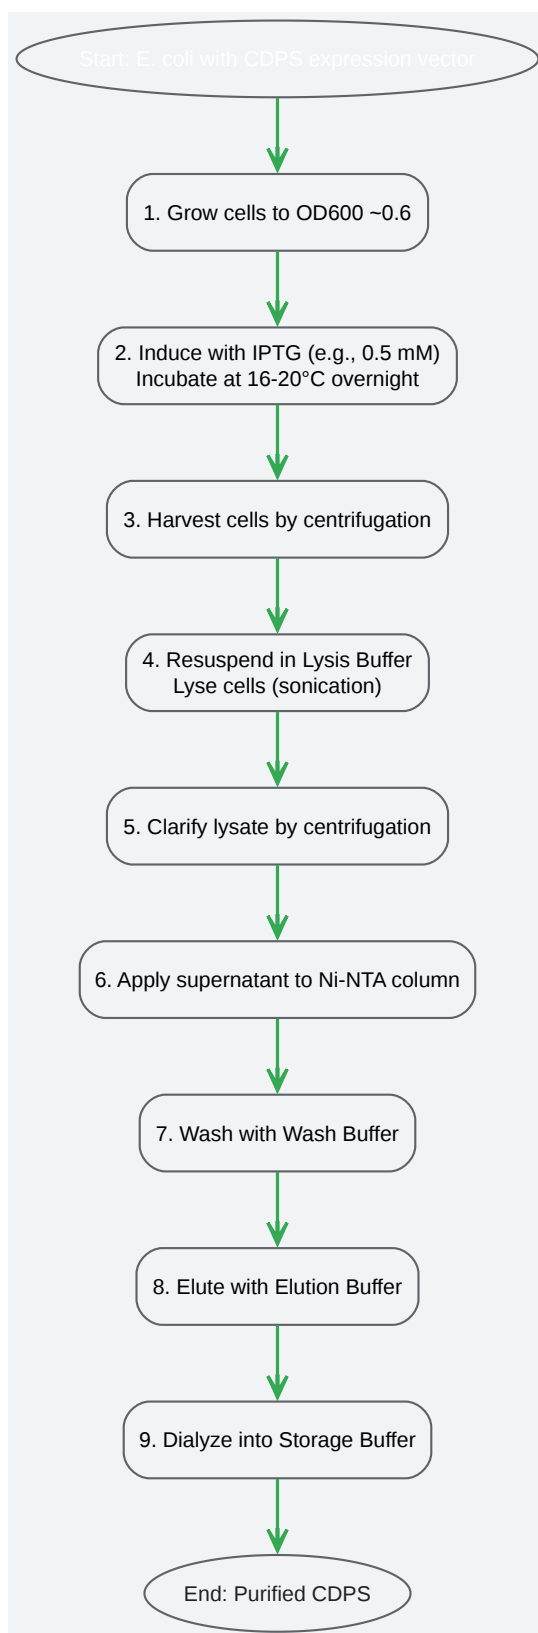 Start: E. coli with CDPS expression vector
1. Grow cells to OD600 ~0.6
2. Induce with IPTG (e.g., 0.5 mM)
Incubate at 16-20°C overnight
3. Harvest cells by centrifugation
4. Resuspend in Lysis Buffer
Lyse cells (sonication)
5. Clarify lysate by centrifugation
6. Apply supernatant to Ni-NTA column
7. Wash with Wash Buffer
8. Elute with Elution Buffer
9. Dialyze into Storage Buffer
End: Purified CDPS